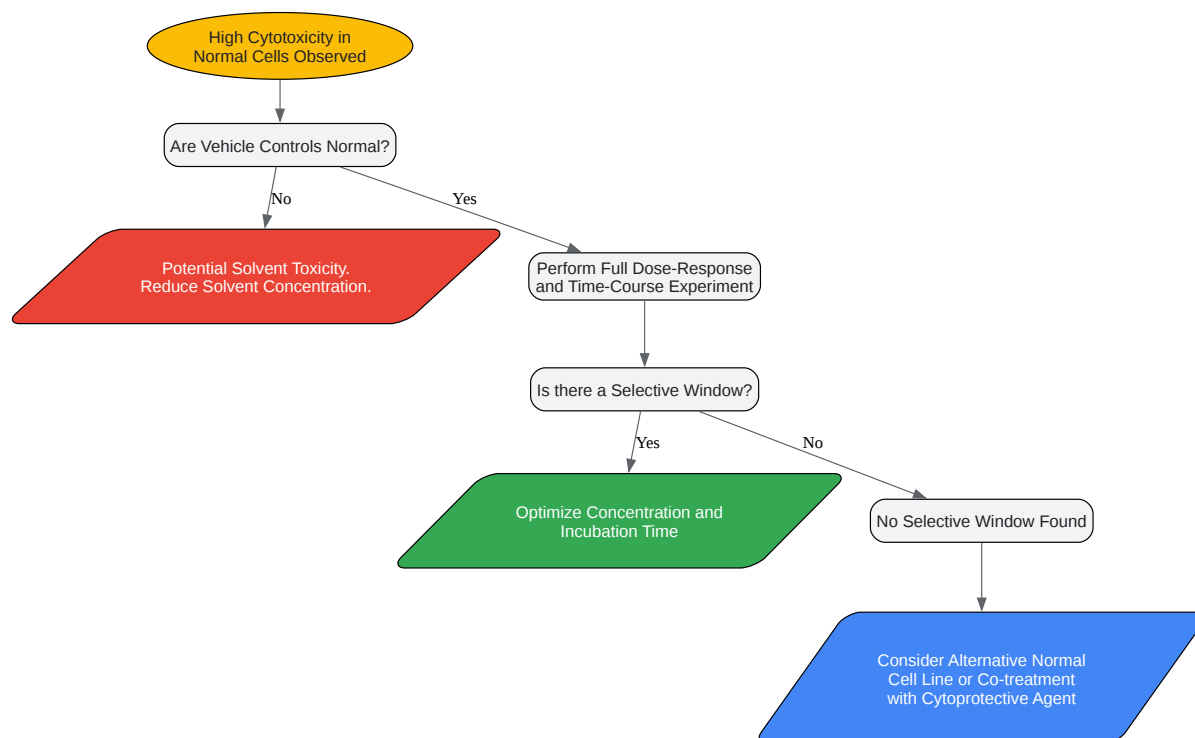 High Cytotoxicity in
Normal Cells Observed
Are Vehicle Controls Normal?
No
Yes
Potential Solvent Toxicity.
Reduce Solvent Concentration.
Perform Full Dose-Response
and Time-Course Experiment
Is there a Selective Window?
Yes
No
Optimize Concentration and
Incubation Time
No Selective Window Found
Consider Alternative Normal
Cell Line or Co-treatment
with Cytoprotective Agent